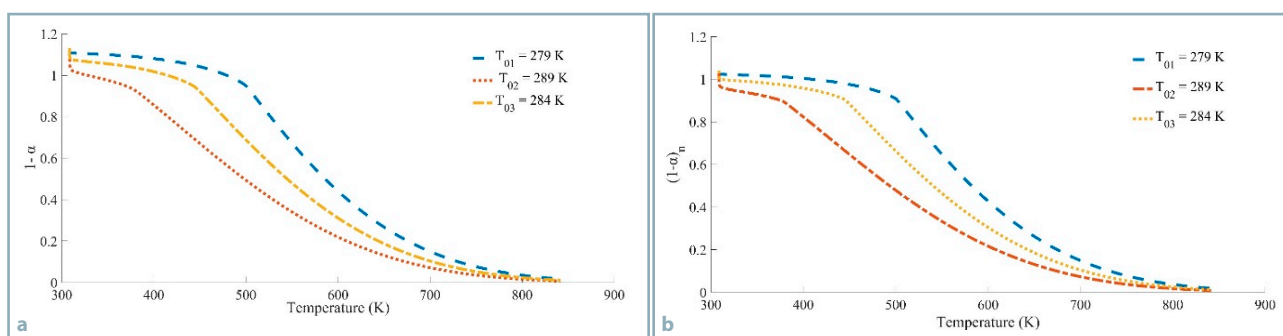 1.2
1
0.8
0.6
0.4
0.2
0
1- α
300 400 500 600 700 800 900
Temperature (K)
T01 = 279 K
T02 = 289 K
T03 = 284 K
a
1.2
1
0.8
0.6
0.4
0.2
0
(1-α)n
300 400 500 600 700 800 900
Temperature (K)
T01 = 279 K
T02 = 289 K
T03 = 284 K
b